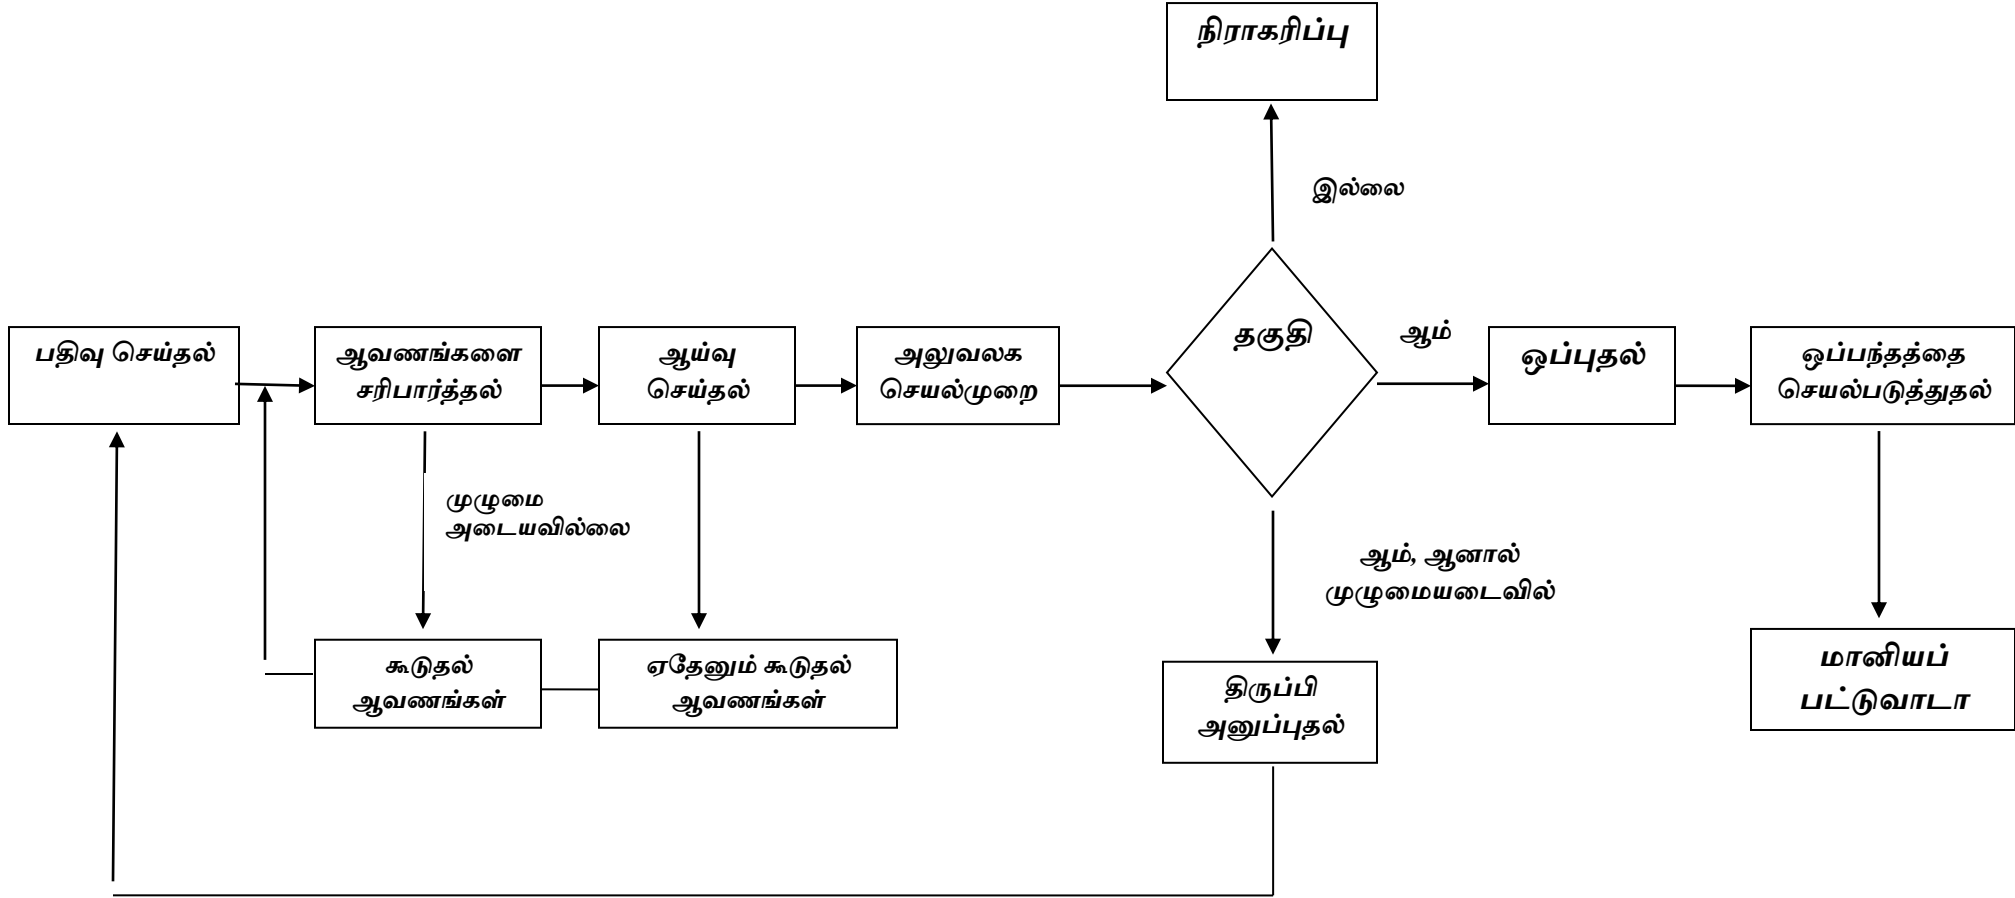 நிராகரிப்பு
இல்லை
பதிவு செய்தல்
ஆவணங்களை
சரிபார்த்தல்
ஆய்வு
செய்தல்
அலுவலக
செயல்முறை
தகுதி
ஆம்
ஒப்புதல்
ஒப்பந்தத்தை
செயல்படுத்துதல்
முழுமை
அடையவில்லை
ஆம், ஆனால்
முழுமையடைவில்
கூடுதல்
ஆவணங்கள்
ஏதேனும் கூடுதல்
ஆவணங்கள்
திருப்பி
அனுப்புதல்
மானியப்
பட்டுவாடா